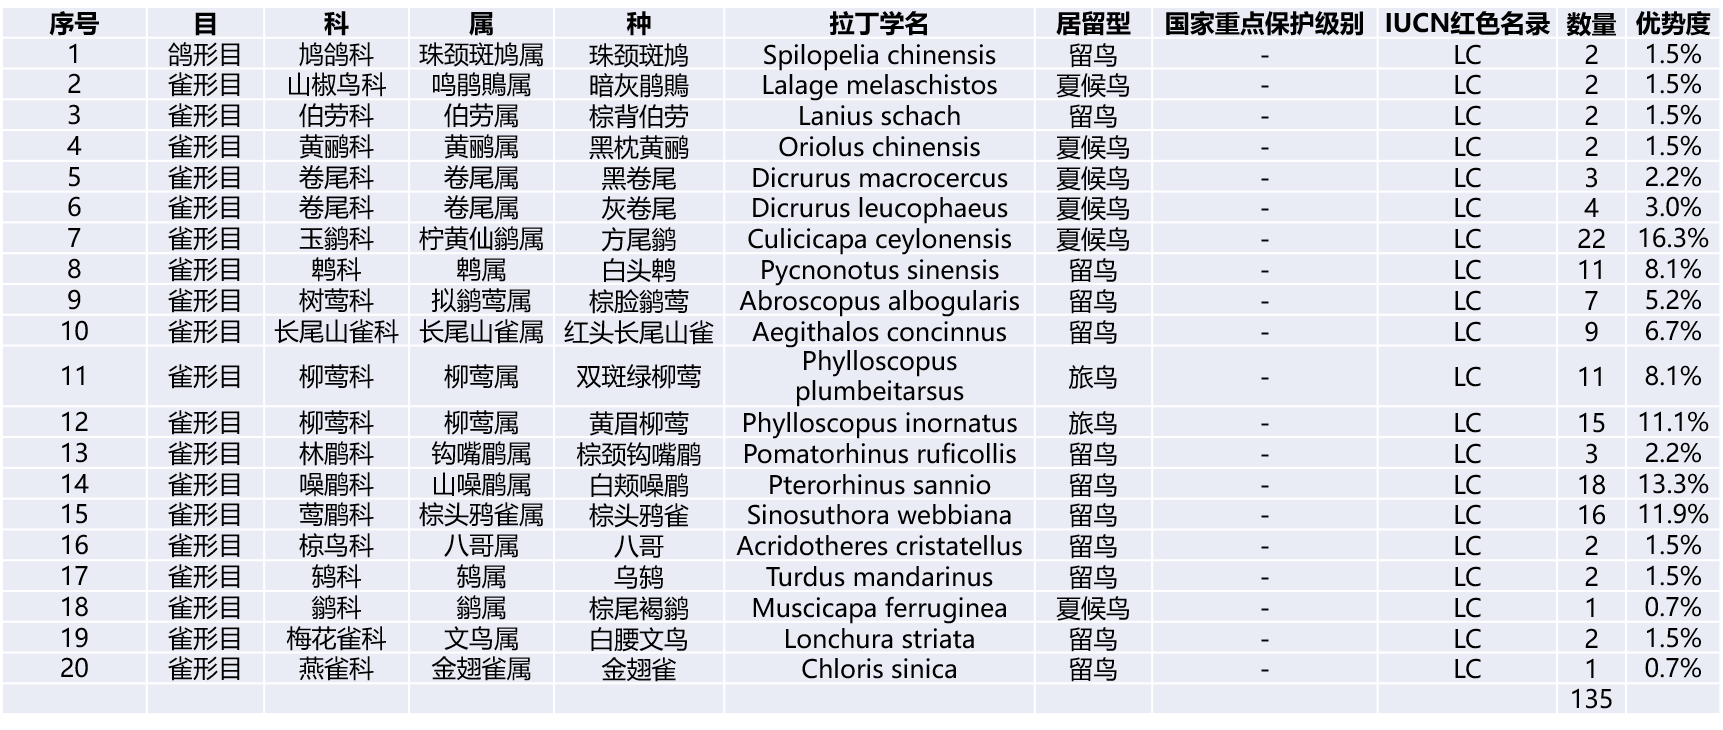 序号 目 科 属 种 拉丁学名 居留型 国家重点保护级别 IUCN红色名录 数量 优势度
1 鸽形目 鸠鸽科 珠颈斑鸠属 珠颈斑鸠 Spilopelia chinensis 留鸟 - LC 2 1.5%
2 雀形目 山椒鸟科 鸣鹃鵙属 暗灰鹃鵙 Lalage melaschistos 夏候鸟 - LC 2 1.5%
3 雀形目 伯劳科 伯劳属 棕背伯劳 Lanius schach 留鸟 - LC 2 1.5%
4 雀形目 黄鹂科 黄鹂属 黑枕黄鹂 Oriolus chinensis 夏候鸟 - LC 2 1.5%
5 雀形目 卷尾科 卷尾属 黑卷尾 Dicrurus macrocercus 夏候鸟 - LC 3 2.2%
6 雀形目 卷尾科 卷尾属 灰卷尾 Dicrurus leucophaeus 夏候鸟 - LC 4 3.0%
7 雀形目 玉鹟科 柠黄仙鹟属 方尾鹟 Culicicapa ceylonensis 夏候鸟 - LC 22 16.3%
8 雀形目 鹎科 鹎属 白头鹎 Pycnonotus sinensis 留鸟 - LC 11 8.1%
9 雀形目 树莺科 拟鹟莺属 棕脸鹟莺 Abroscopus albogularis 留鸟 - LC 7 5.2%
10 雀形目 长尾山雀科 长尾山雀属 红头长尾山雀 Aegithalos concinnus 留鸟 - LC 9 6.7%
11 雀形目 柳莺科 柳莺属 双斑绿柳莺 Phylloscopus
plumbeitarsus 旅鸟 - LC 11 8.1%
12 雀形目 柳莺科 柳莺属 黄眉柳莺 Phylloscopus inornatus 旅鸟 - LC 15 11.1%
13 雀形目 林鹛科 钩嘴鹛属 棕颈钩嘴鹛 Pomatorhinus ruficollis 留鸟 - LC 3 2.2%
14 雀形目 噪鹛科 山噪鹛属 白颊噪鹛 Pterorhinus sannio 留鸟 - LC 18 13.3%
15 雀形目 莺鹛科 棕头鸦雀属 棕头鸦雀 Sinosuthora webbiana 留鸟 - LC 16 11.9%
16 雀形目 椋鸟科 八哥属 八哥 Acridotheres cristatellus 留鸟 - LC 2 1.5%
17 雀形目 鸫科 鸫属 乌鸫 Turdus mandarinus 留鸟 - LC 2 1.5%
18 雀形目 鹟科 鹟属 棕尾褐鹟 Muscicapa ferruginea 夏候鸟 - LC 1 0.7%
19 雀形目 梅花雀科 文鸟属 白腰文鸟 Lonchura striata 留鸟 - LC 2 1.5%
20 雀形目 燕雀科 金翅雀属 金翅雀 Chloris sinica 留鸟 - LC 1 0.7%
135